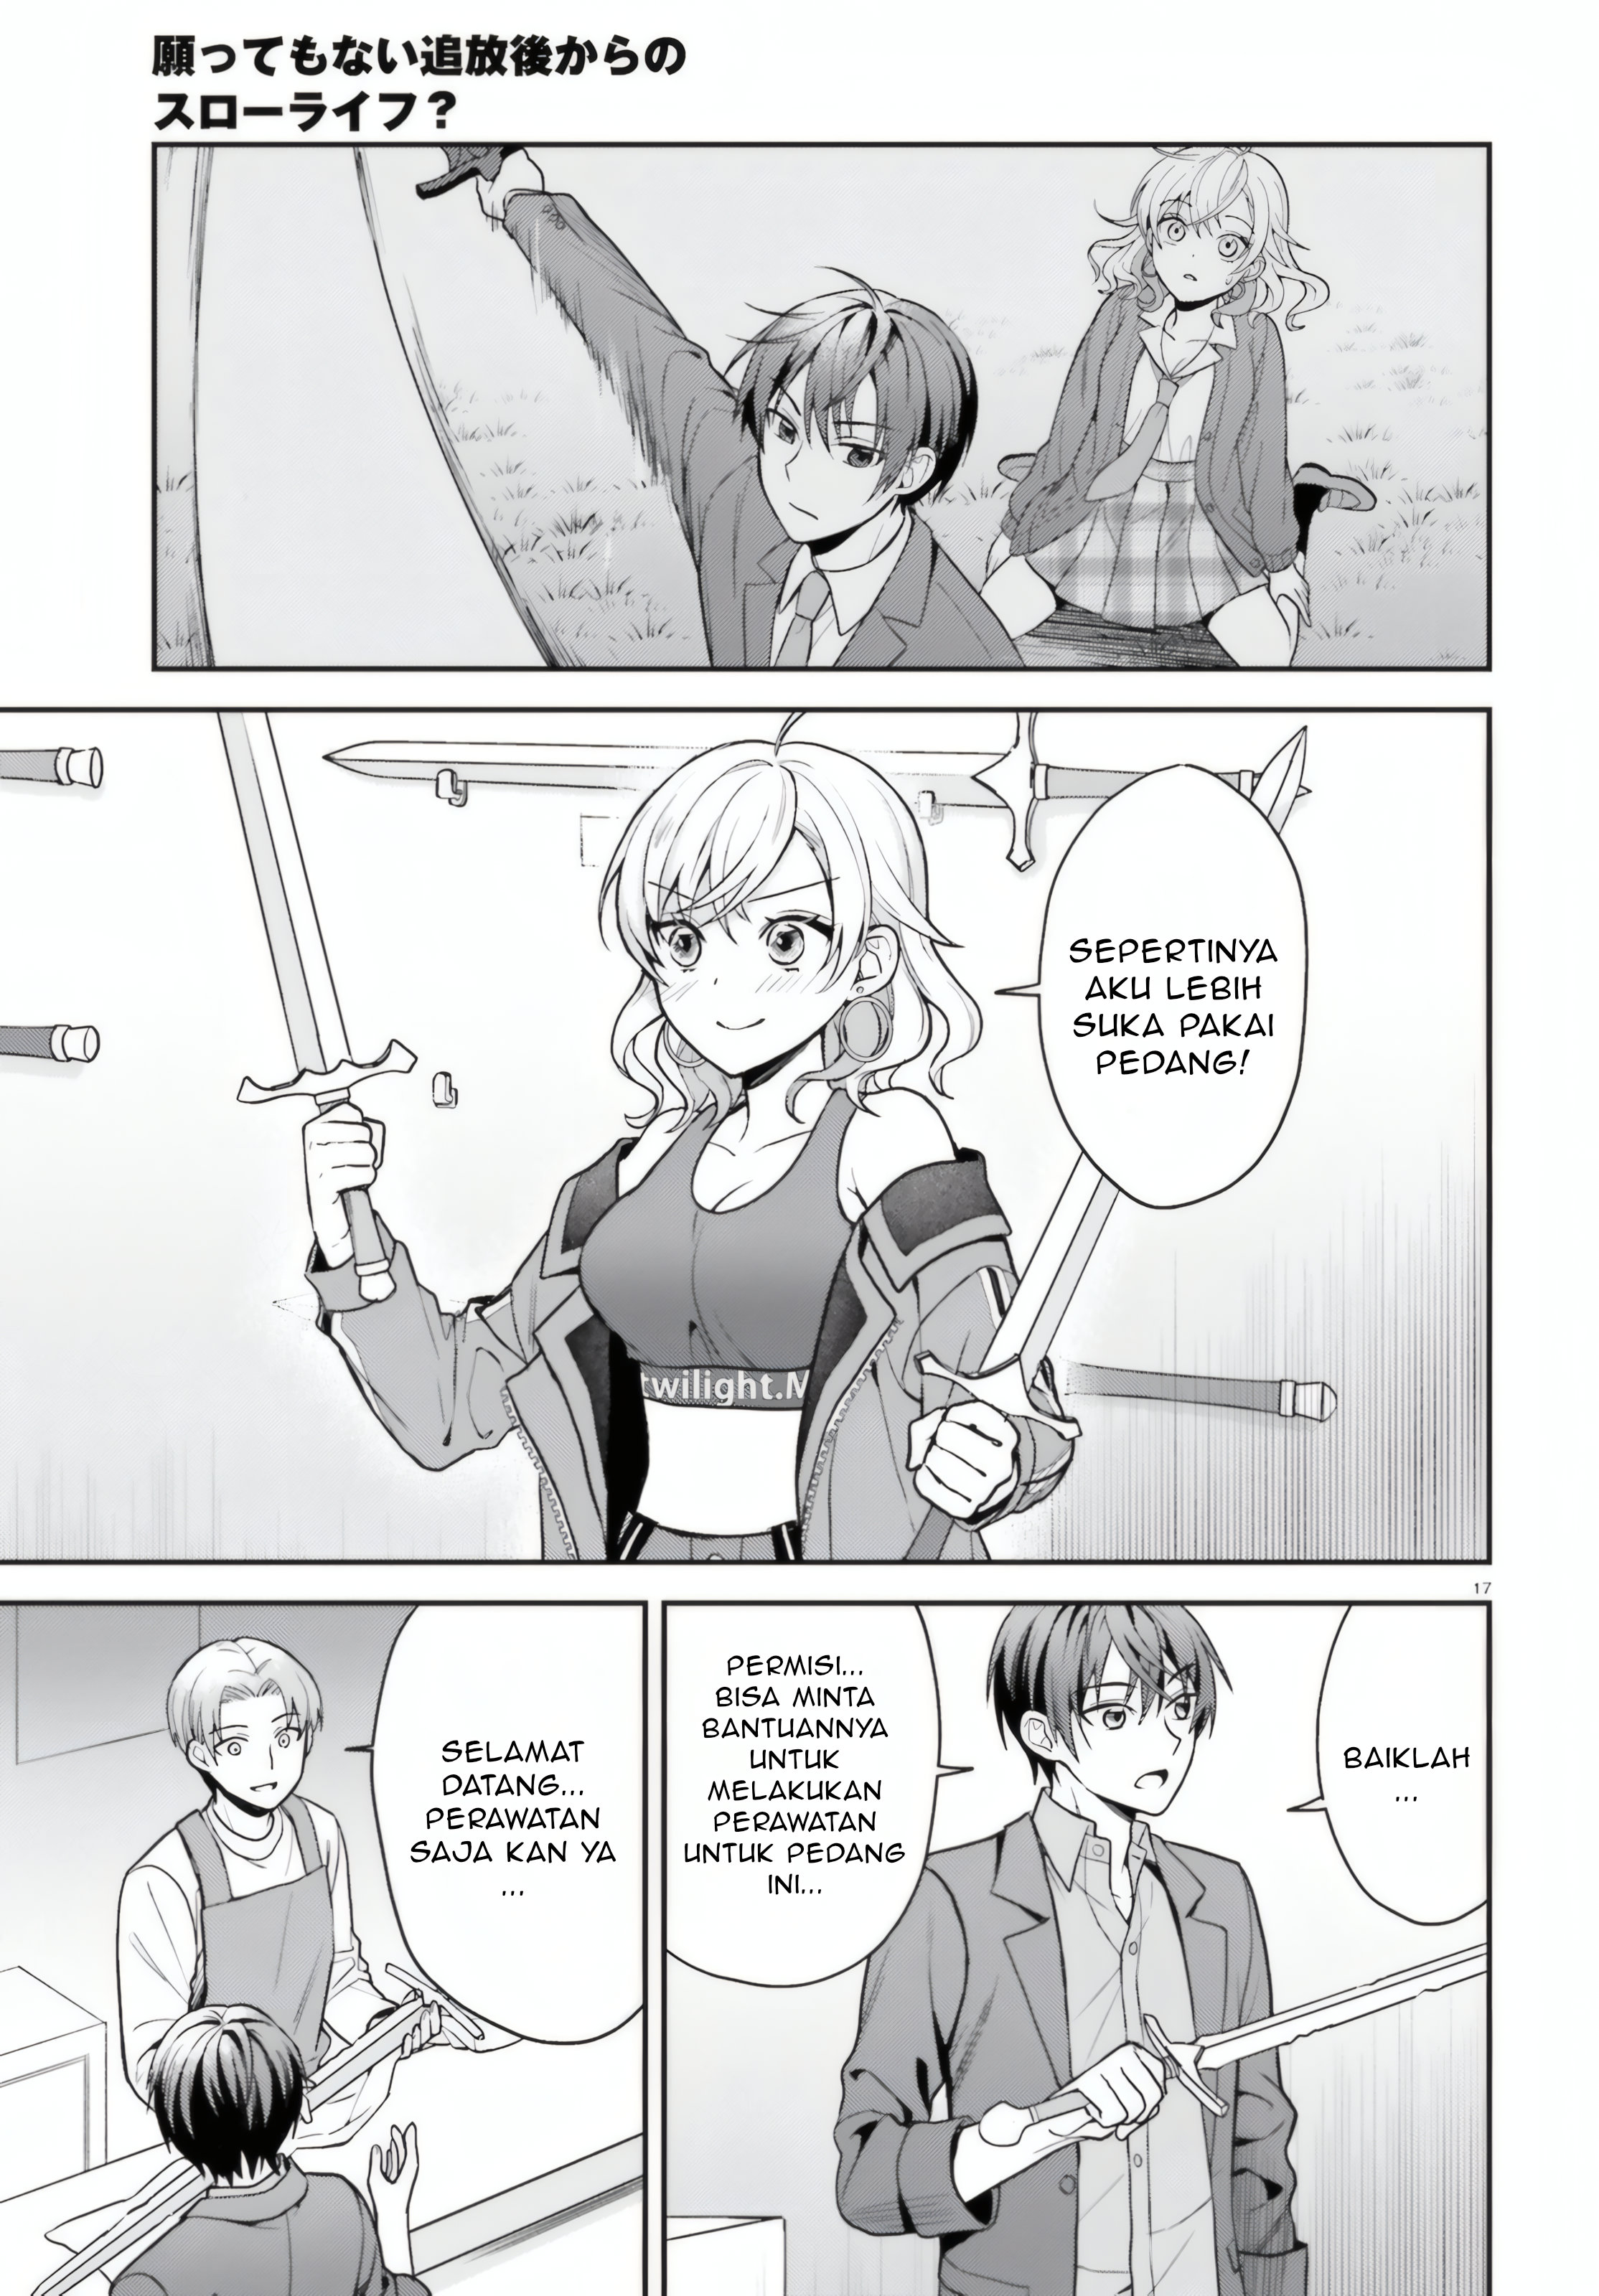 願ってもない追放後からの
スローライフ？
SEPERTINYA
AKU LEBIH
SUKA PAKAI
PEDANG!
twilight.M
17
BAIKLAH
...
PERMISI...
BISA MINTA
BANTUANNYA
UNTUK
MELAKUKAN
PERAWATAN
UNTUK PEDANG
INI...
SELAMAT
DATANG...
PERAWATAN
SAJA KAN YA
...